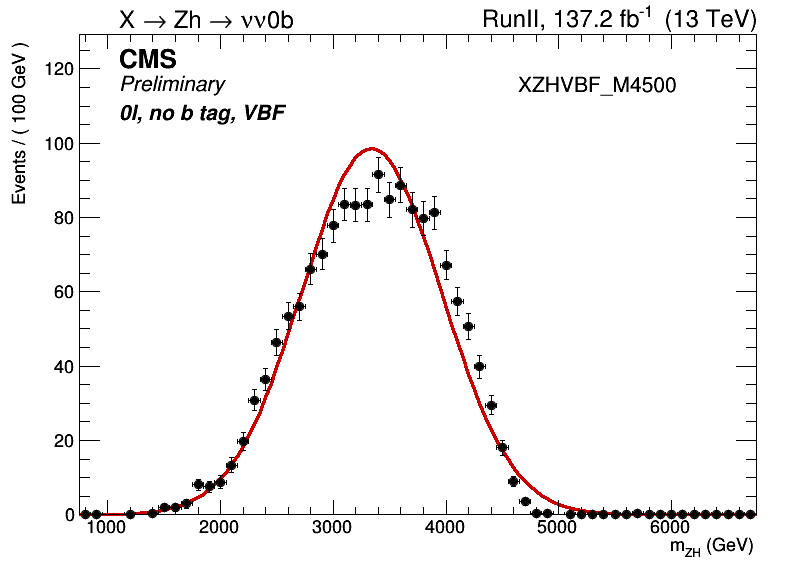 X → Zh → νν0b
RunII, 137.2 fb⁻¹ (13 TeV)
CMS
Preliminary
0l, no b tag, VBF
XZHVBF_M4500
Events / ( 100 GeV )
120
100
80
60
40
20
0
1000 2000 3000 4000 5000 6000
m_ZH (GeV)